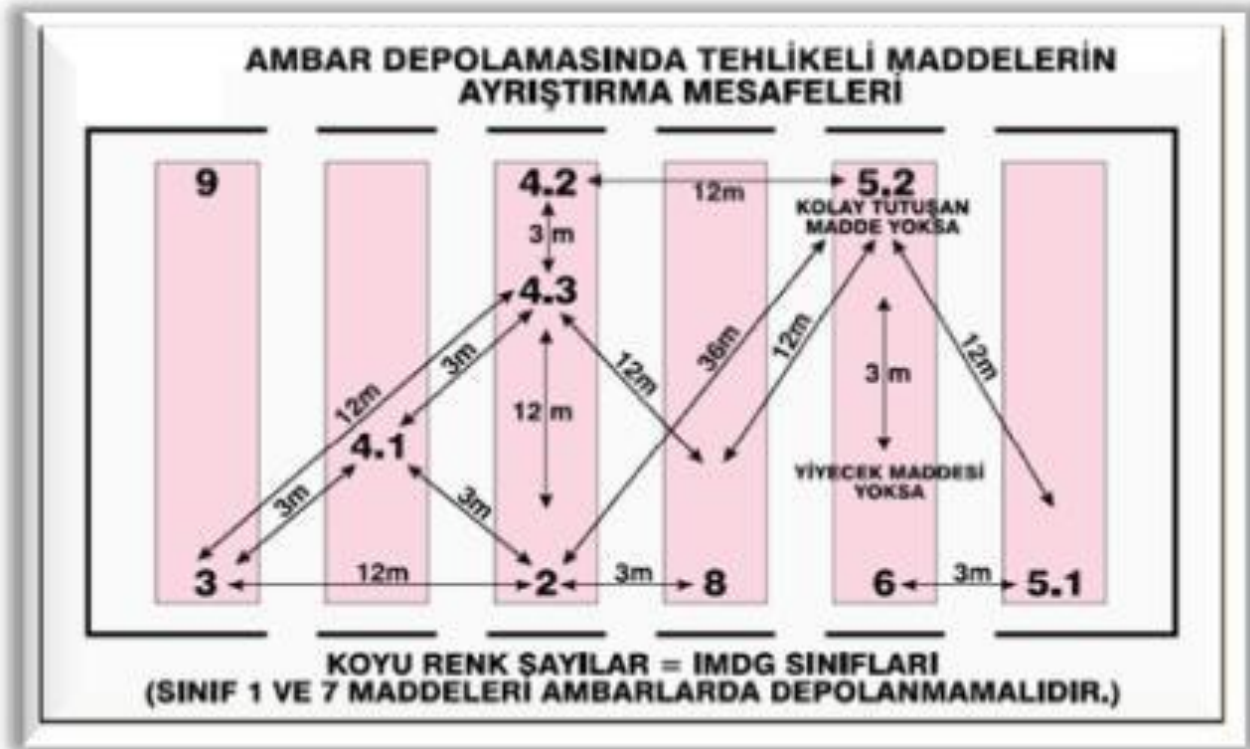 AMBAR DEPOLAMASINDA TEHLİKELİ MADDELERİN
AYRIŞTIRMA MESAFELERİ
9
4.2
12m
5.2
KOLAY TUTUŞAN
MADDE YOKSA
3 m
4.3
12m
3m
12 m
12m
36m
12m
3 m
12m
4.1
3m
3m
YİYECEK MADDESİ
YOKSA
3
12m
2
3m
8
6
3m
5.1
KOYU RENK SAYILAR = İMDG SINIFLARI
(SINIF 1 VE 7 MADDELERİ AMBARLARDA DEPOLANMAMALIDIR.)